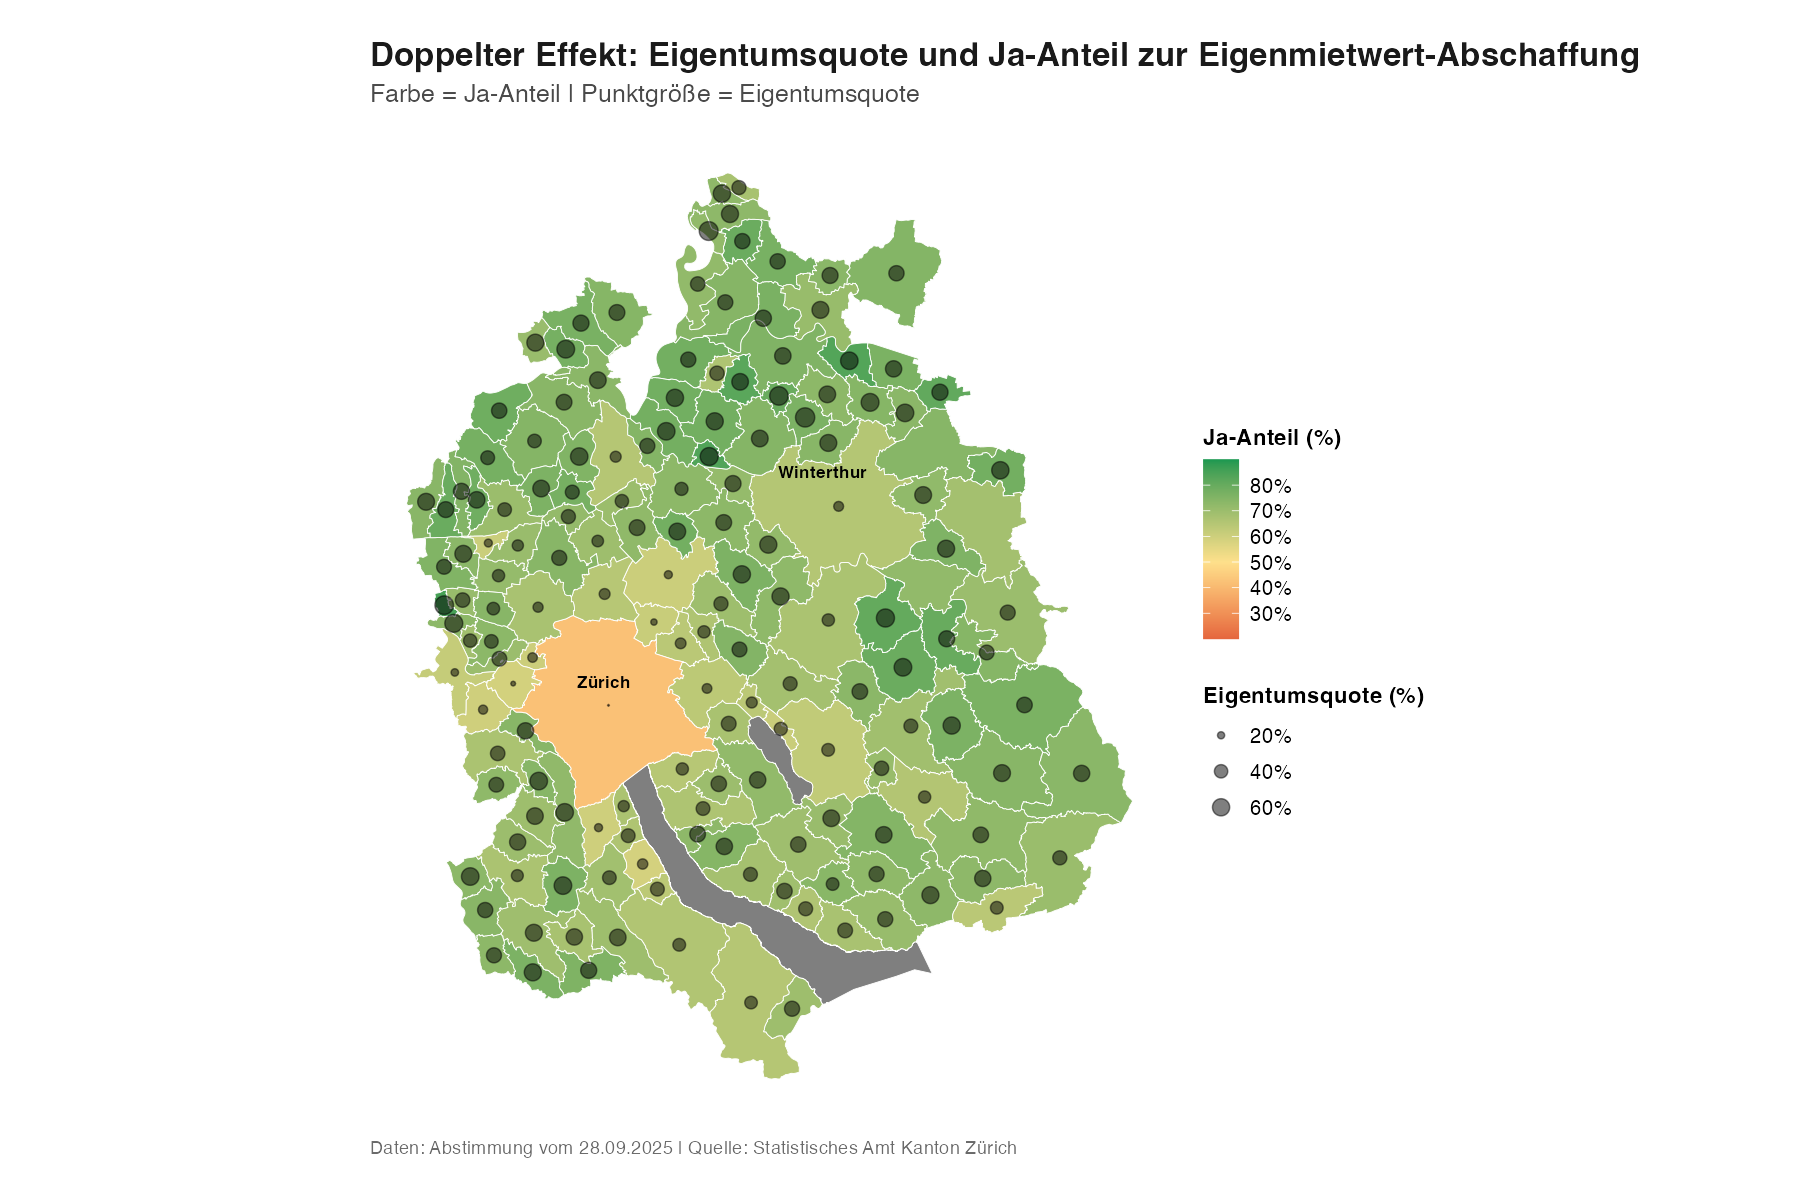 Doppelter Effekt: Eigentumsquote und Ja-Anteil zur Eigenmietwert-Abschaffung
Farbe = Ja-Anteil | Punktgröße = Eigentumsquote
Winterthur
Zürich
Ja-Anteil (%)
80%
70%
60%
50%
40%
30%
Eigentumsquote (%)
20%
40%
60%
Daten: Abstimmung vom 28.09.2025 | Quelle: Statistisches Amt Kanton Zürich